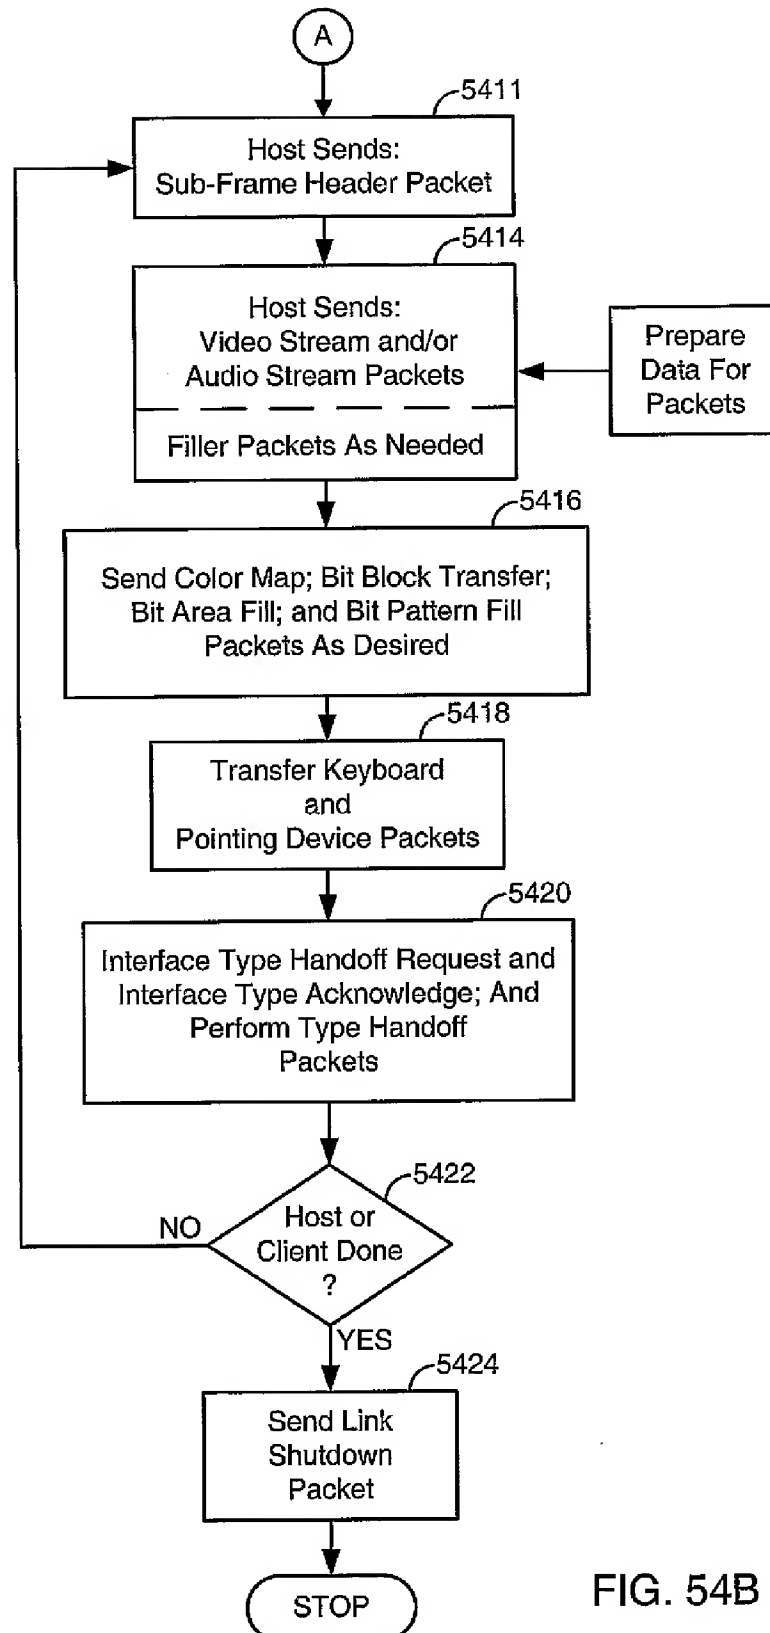 A
5411
Host Sends:
Sub-Frame Header Packet
5414
Host Sends:
Video Stream and/or
Audio Stream Packets
Filler Packets As Needed
Prepare
Data For
Packets
5416
Send Color Map; Bit Block Transfer;
Bit Area Fill; and Bit Pattern Fill
Packets As Desired
5418
Transfer Keyboard
and
Pointing Device Packets
5420
Interface Type Handoff Request and
Interface Type Acknowledge; And
Perform Type Handoff
Packets
5422
Host or
Client Done
?
NO
YES
5424
Send Link
Shutdown
Packet
STOP
FIG. 54B